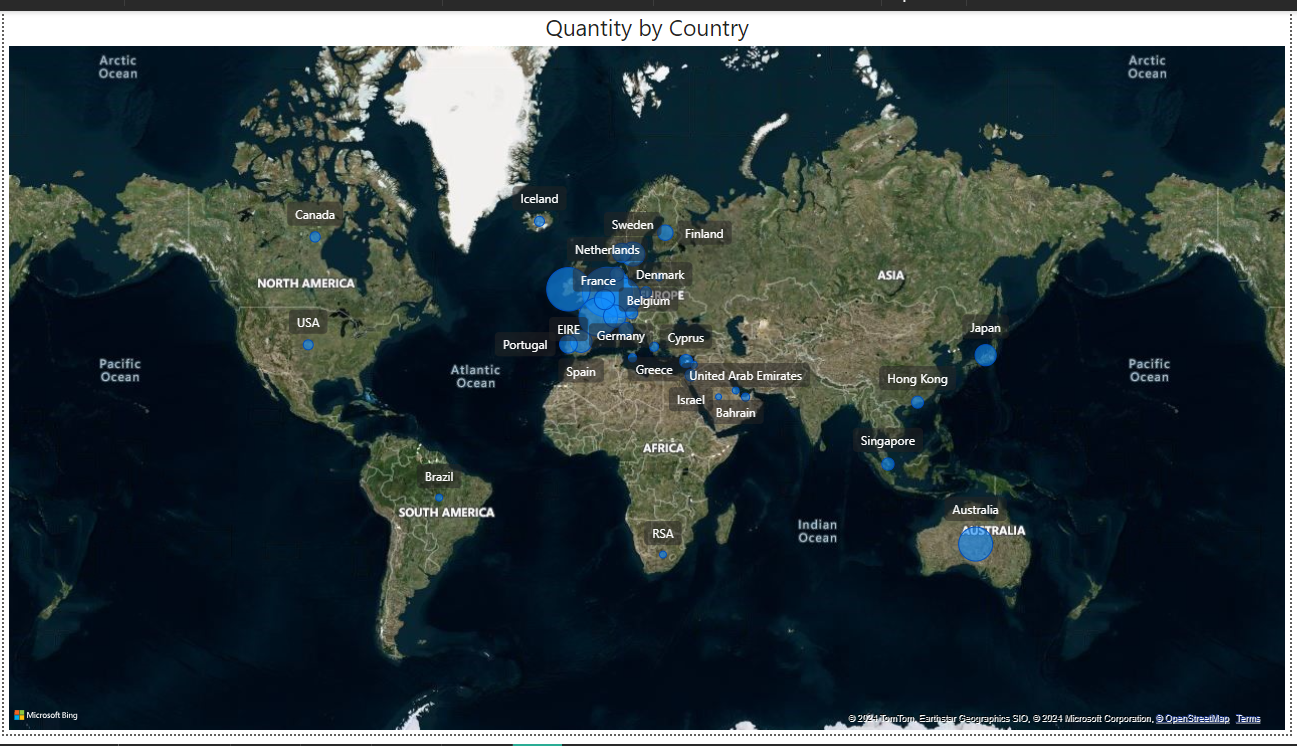 Quantity by Country
Arctic
Ocean
Arctic
Ocean
Iceland
Canada
Sweden
Finland
Netherlands
Denmark
ASIA
France
NORTH AMERICA
EUROPE
Belgium
USA
EIRE
Japan
Germany
Cyprus
Portugal
Pacific
Ocean
Atlantic
Ocean
Pacific
Ocean
Spain
Greece
United Arab Emirates
Hong Kong
Israel
Bahrain
Singapore
AFRICA
Brazil
SOUTH AMERICA
Australia
Indian
Ocean
AUSTRALIA
RSA
Microsoft Bing
© 2024 TomTom, Earthstar Geographics SIO, © 2024 Microsoft Corporation, © OpenStreetMap Terms